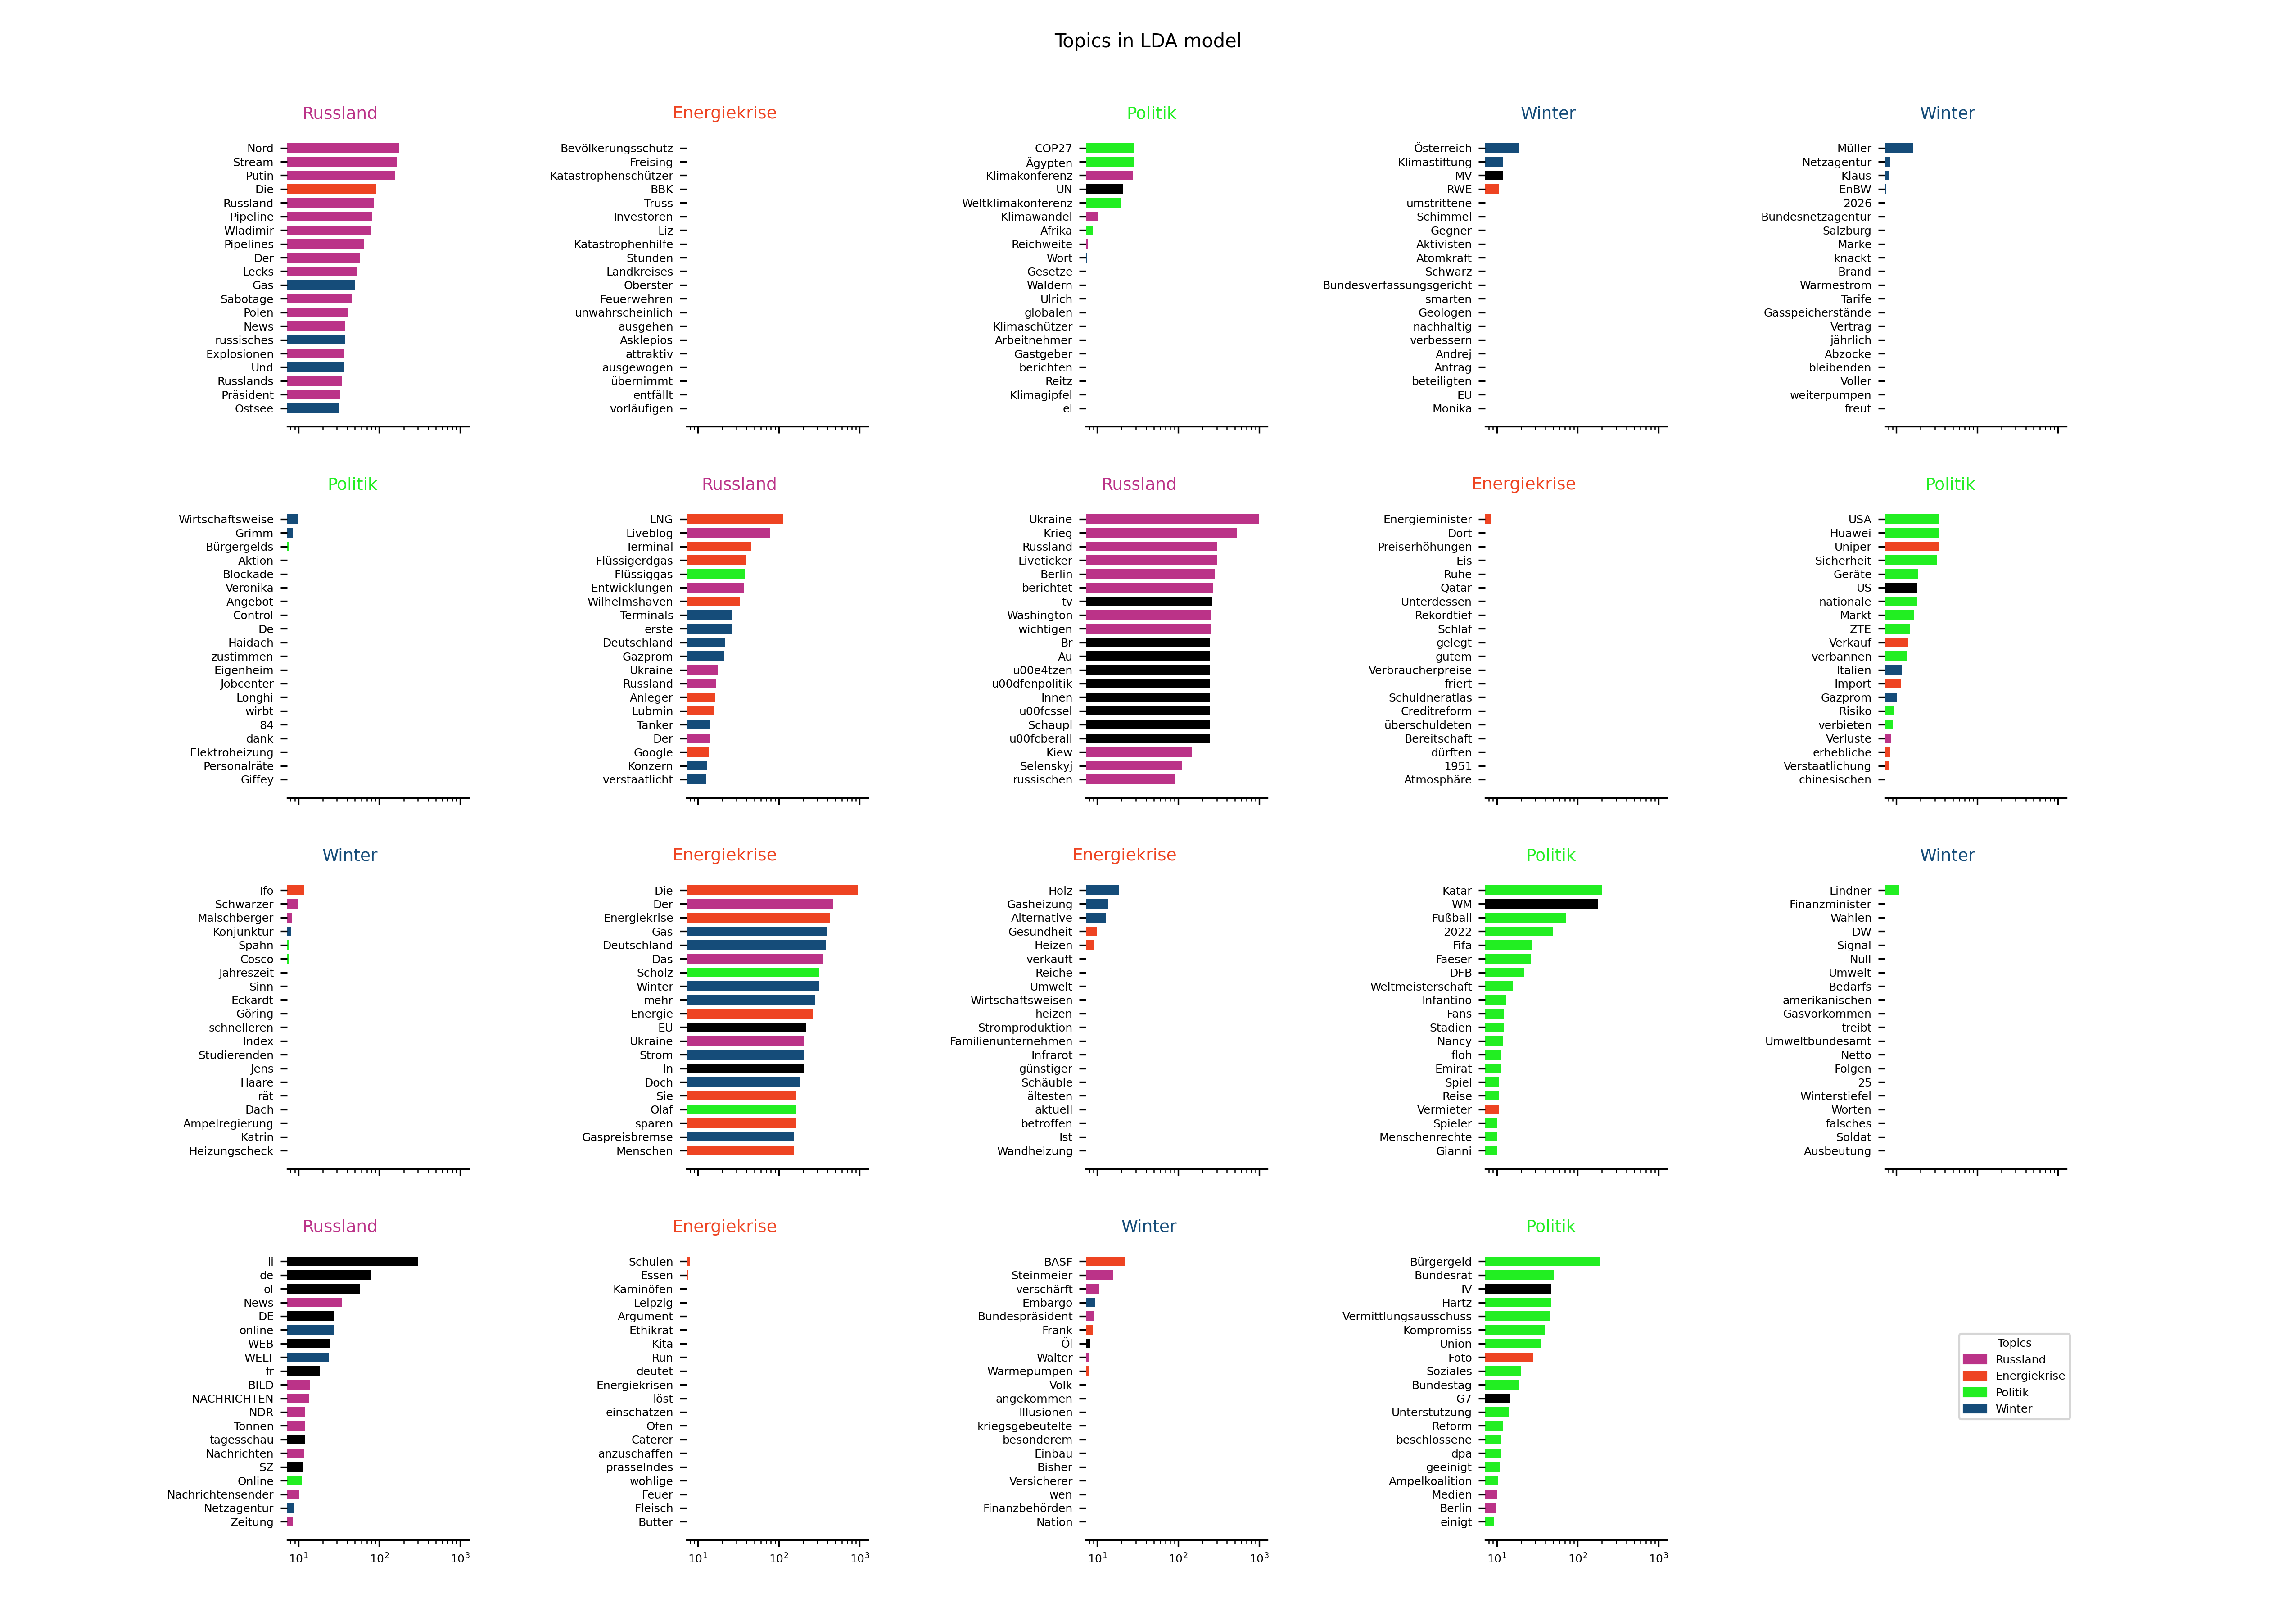 Topics in LDA model
Russland
Nord
Stream
Putin
Die
Russland
Pipeline
Wladimir
Pipelines
Der
Lecks
Gas
Sabotage
Polen
News
russisches
Explosionen
Und
Russlands
Präsident
Ostsee
Energiekrise
Bevölkerungsschutz
Freising
Katastrophenschützer
BBK
Truss
Investoren
Liz
Katastrophenhilfe
Stunden
Landkreises
Oberster
Feuerwehren
unwahrscheinlich
ausgehen
Asklepios
attraktiv
ausgewogen
übernimmt
entfällt
vorläufigen
Politik
COP27
Ägypten
Klimakonferenz
UN
Weltklimakonferenz
Klimawandel
Afrika
Reichweite
Wort
Gesetze
Wäldern
Ulrich
globalen
Klimaschützer
Arbeitnehmer
Gastgeber
berichten
Reitz
Klimagipfel
el
Winter
Österreich
Klimastiftung
MV
RWE
umstrittene
Schimmel
Gegner
Aktivisten
Atomkraft
Schwarz
Bundesverfassungsgericht
smarten
Geologen
nachhaltig
verbessern
Andrej
Antrag
beteiligten
EU
Monika
Winter
Müller
Netzagentur
Klaus
EnBW
2026
Bundesnetzagentur
Salzburg
Marke
knackt
Brand
Wärmestrom
Tarife
Gasspeicherstände
Vertrag
jährlich
Abzocke
bleibenden
Voller
weiterpumpen
freut
Politik
Wirtschaftsweise
Grimm
Bürgergelds
Aktion
Blockade
Veronika
Angebot
Control
De
Haidach
zustimmen
Eigenheim
Jobcenter
Longhi
wirbt
84
dank
Elektroheizung
Personalräte
Giffey
Russland
LNG
Liveblog
Terminal
Flüssigerdgas
Flüssiggas
Entwicklungen
Wilhelmshaven
Terminals
erste
Deutschland
Gazprom
Ukraine
Russland
Anleger
Lubmin
Tanker
Der
Google
Konzern
verstaatlicht
Russland
Ukraine
Krieg
Russland
Liveticker
Berlin
berichtet
tv
Washington
wichtigen
Br
Au
u00e4tzen
u00dfenpolitik
Innen
u00fcssel
Schaupl
u00fcberall
Kiew
Selenskyj
russischen
Energiekrise
Energieminister
Dort
Preiserhöhungen
Eis
Ruhe
Qatar
Unterdessen
Rekordtief
Schlaf
gelegt
gutem
Verbraucherpreise
friert
Schuldneratlas
Creditreform
überschuldeten
Bereitschaft
dürften
1951
Atmosphäre
Politik
USA
Huawei
Uniper
Sicherheit
Geräte
US
nationale
Markt
ZTE
Verkauf
verbannen
Italien
Import
Gazprom
Risiko
verbieten
Verluste
erhebliche
Verstaatlichung
chinesischen
Winter
Ifo
Schwarzer
Maischberger
Konjunktur
Spahn
Cosco
Jahreszeit
Sinn
Eckardt
Göring
schnelleren
Index
Studierenden
Jens
Haare
rät
Dach
Ampelregierung
Katrin
Heizungscheck
Energiekrise
Die
Der
Energiekrise
Gas
Deutschland
Das
Scholz
Winter
mehr
Energie
EU
Ukraine
Strom
In
Doch
Sie
Olaf
sparen
Gaspreisbremse
Menschen
Energiekrise
Holz
Gasheizung
Alternative
Gesundheit
Heizen
verkauft
Reiche
Umwelt
Wirtschaftsweisen
heizen
Stromproduktion
Familienunternehmen
Infrarot
günstiger
Schäuble
ältesten
aktuell
betroffen
Ist
Wandheizung
Politik
Katar
WM
Fußball
2022
Fifa
Faeser
DFB
Weltmeisterschaft
Infantino
Fans
Stadien
Nancy
floh
Emirat
Spiel
Reise
Vermieter
Spieler
Menschenrechte
Gianni
Winter
Lindner
Finanzminister
Wahlen
DW
Signal
Null
Umwelt
Bedarfs
amerikanischen
Gasvorkommen
treibt
Umweltbundesamt
Netto
Folgen
25
Winterstiefel
Worten
falsches
Soldat
Ausbeutung
Russland
li
de
ol
News
DE
online
WEB
WELT
fr
BILD
NACHRICHTEN
NDR
Tonnen
tagesschau
Nachrichten
SZ
Online
Nachrichtensender
Netzagentur
Zeitung
10¹ 10² 10³
Energiekrise
Schulen
Essen
Kaminöfen
Leipzig
Argument
Ethikrat
Kita
Run
deutet
Energiekrisen
löst
einschätzen
Ofen
Caterer
anzuschaffen
prasselndes
wohlige
Feuer
Fleisch
Butter
10¹ 10² 10³
Winter
BASF
Steinmeier
verschärft
Embargo
Bundespräsident
Frank
Öl
Walter
Wärmepumpen
Volk
angekommen
Illusionen
kriegsgebeutelte
besonderem
Einbau
Bisher
Versicherer
wen
Finanzbehörden
Nation
10¹ 10² 10³
Politik
Bürgergeld
Bundesrat
IV
Hartz
Vermittlungsausschuss
Kompromiss
Union
Foto
Soziales
Bundestag
G7
Unterstützung
Reform
beschlossene
dpa
geeinigt
Ampelkoalition
Medien
Berlin
einigt
10¹ 10² 10³
Topics
Russland
Energiekrise
Politik
Winter